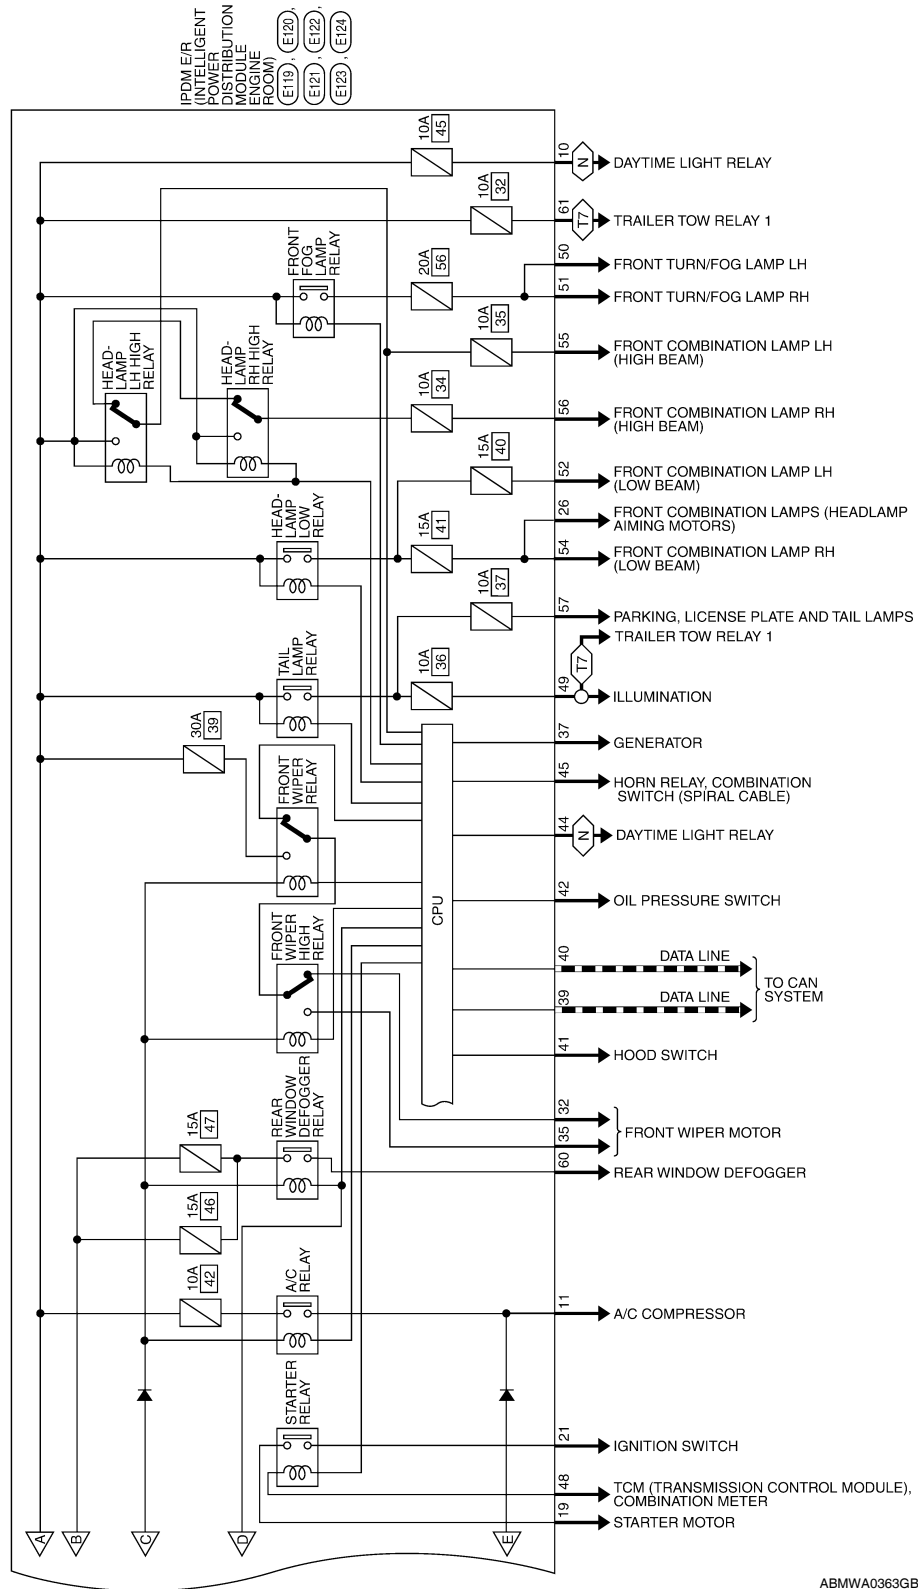 IPDM E/R
(INTELLIGENT
POWER
DISTRIBUTION
MODULE
ENGINE
ROOM)
E119, E120,
E121, E122,
E123, E124
10A
45
10
N
DAYTIME LIGHT RELAY
10A
32
61
T7
TRAILER TOW RELAY 1
FRONT
FOG
LAMP
RELAY
20A
56
50
FRONT TURN/FOG LAMP LH
51
FRONT TURN/FOG LAMP RH
10A
35
55
FRONT COMBINATION LAMP LH
(HIGH BEAM)
HEAD-
LAMP
LH HIGH
RELAY
HEAD-
LAMP
RH HIGH
RELAY
10A
34
56
FRONT COMBINATION LAMP RH
(HIGH BEAM)
15A
40
52
FRONT COMBINATION LAMP LH
(LOW BEAM)
HEAD-
LAMP
LOW
RELAY
15A
41
26
FRONT COMBINATION LAMPS (HEADLAMP
AIMING MOTORS)
54
FRONT COMBINATION LAMP RH
(LOW BEAM)
10A
37
57
PARKING, LICENSE PLATE AND TAIL LAMPS
TRAILER TOW RELAY 1
T7
TAIL
LAMP
RELAY
10A
36
49
ILLUMINATION
30A
39
37
GENERATOR
FRONT
WIPER
RELAY
45
HORN RELAY, COMBINATION
SWITCH (SPIRAL CABLE)
44
N
DAYTIME LIGHT RELAY
CPU
42
OIL PRESSURE SWITCH
FRONT
WIPER
HIGH
RELAY
40
DATA LINE
39
DATA LINE
TO CAN
SYSTEM
41
HOOD SWITCH
REAR
WINDOW
DEFOGGER
RELAY
15A
47
32
35
FRONT WIPER MOTOR
60
REAR WINDOW DEFOGGER
15A
46
10A
42
A/C
RELAY
11
A/C COMPRESSOR
STARTER
RELAY
21
IGNITION SWITCH
48
TCM (TRANSMISSION CONTROL MODULE),
COMBINATION METER
19
STARTER MOTOR
A
B
C
D
E
ABMWA0363GB